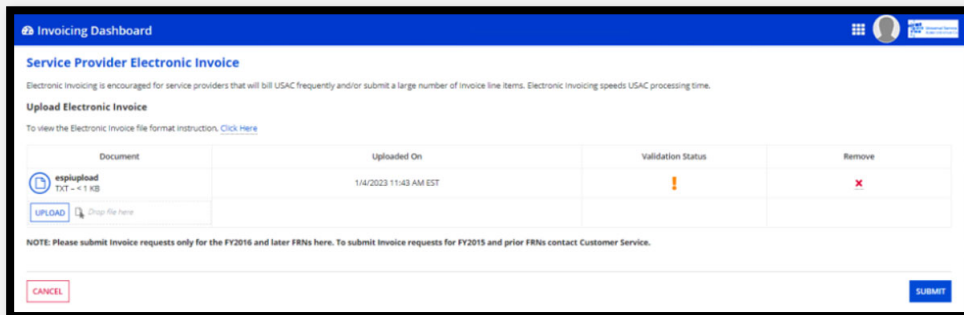 Invoicing Dashboard
Service Provider Electronic Invoice
Electronic Invoicing is encouraged for service providers that will bill USAC frequently and/or submit a large number of invoice line items. Electronic Invoicing speeds USAC processing time.
Upload Electronic Invoice
To view the Electronic Invoice file format instruction, Click Here
Document Uploaded On Validation Status Remove
espiupload
TXT – < 1 KB
1/4/2023 11:43 AM EST
UPLOAD Drop file here
NOTE: Please submit Invoice requests only for the FY2016 and later FRNs here. To submit Invoice requests for FY2015 and prior FRNs contact Customer Service.
CANCEL SUBMIT